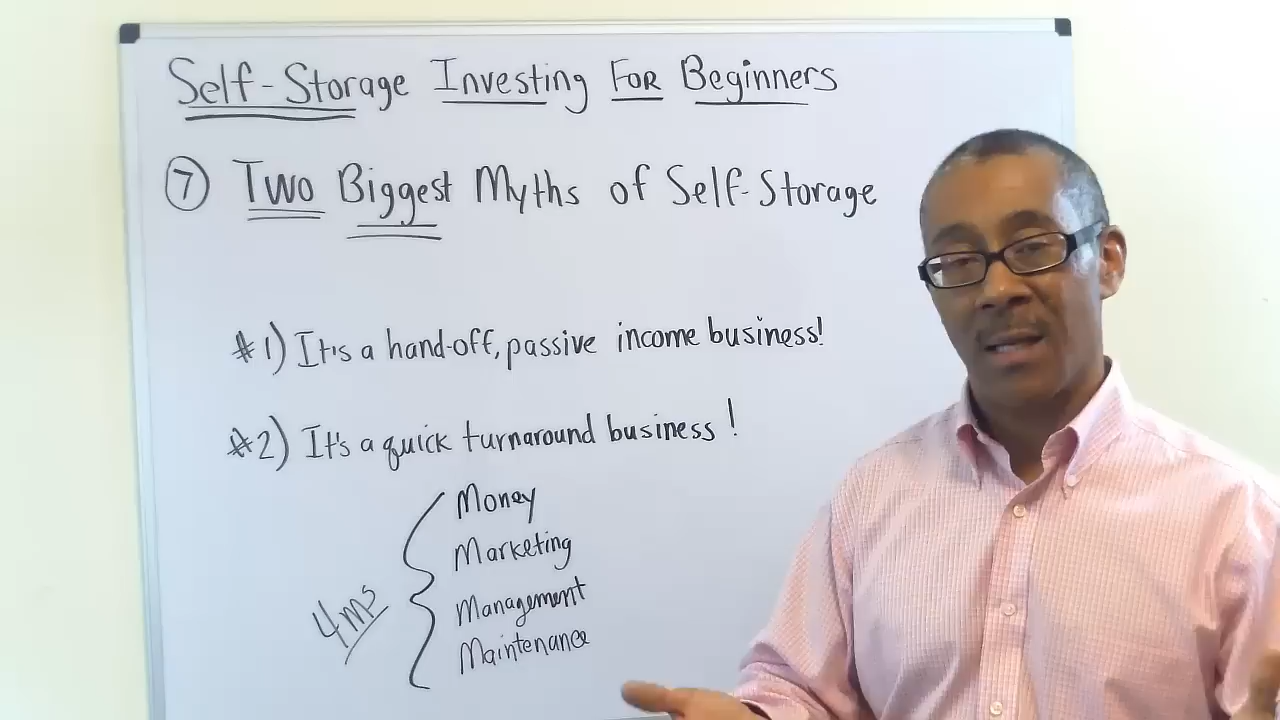 Self-Storage Investing For Beginners
7 Two Biggest Myths of Self-Storage
#1) It's a hand-off, passive income business!
#2) It's a quick turnaround business!
4ms
Money
Marketing
Management
Maintenance